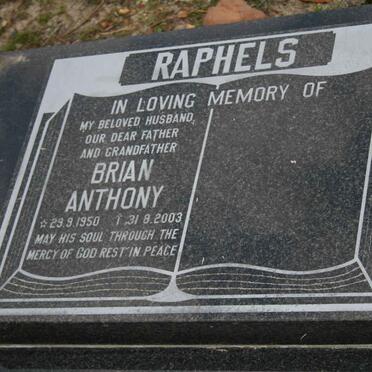 RAPHELS
IN LOVING MEMORY OF
MY BELOVED HUSBAND,
OUR DEAR FATHER
AND GRANDFATHER
BRIAN
ANTHONY
☆ 29.9.1950 †.31.8.2003
MAY HIS SOUL THROUGH THE
MERCY OF GOD REST IN PEACE